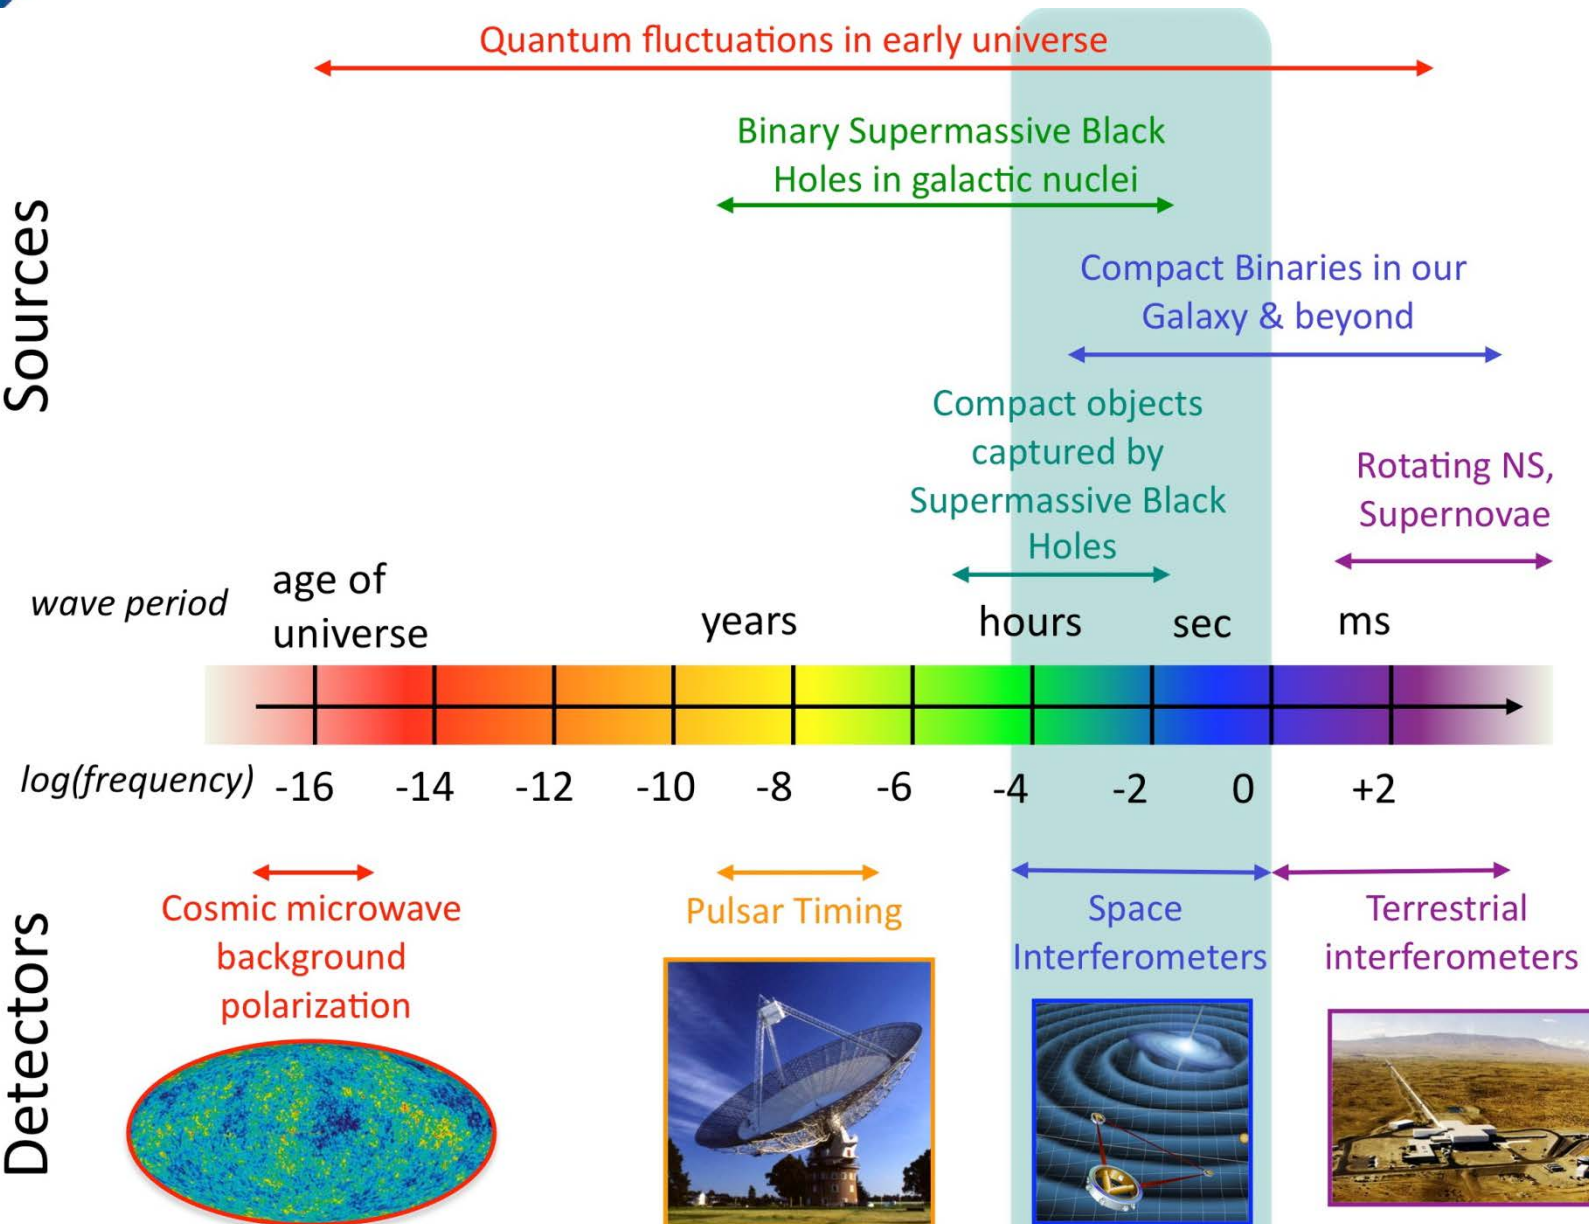 Quantum fluctuations in early universe
Binary Supermassive Black
Holes in galactic nuclei
Compact Binaries in our
Galaxy & beyond
Compact objects
captured by
Supermassive Black
Holes
Rotating NS,
Supernovae
Sources
wave period
age of
universe
years
hours
sec
ms
log(frequency)
-16
-14
-12
-10
-8
-6
-4
-2
0
+2
Detectors
Cosmic microwave
background
polarization
Pulsar Timing
Space
Interferometers
Terrestrial
interferometers